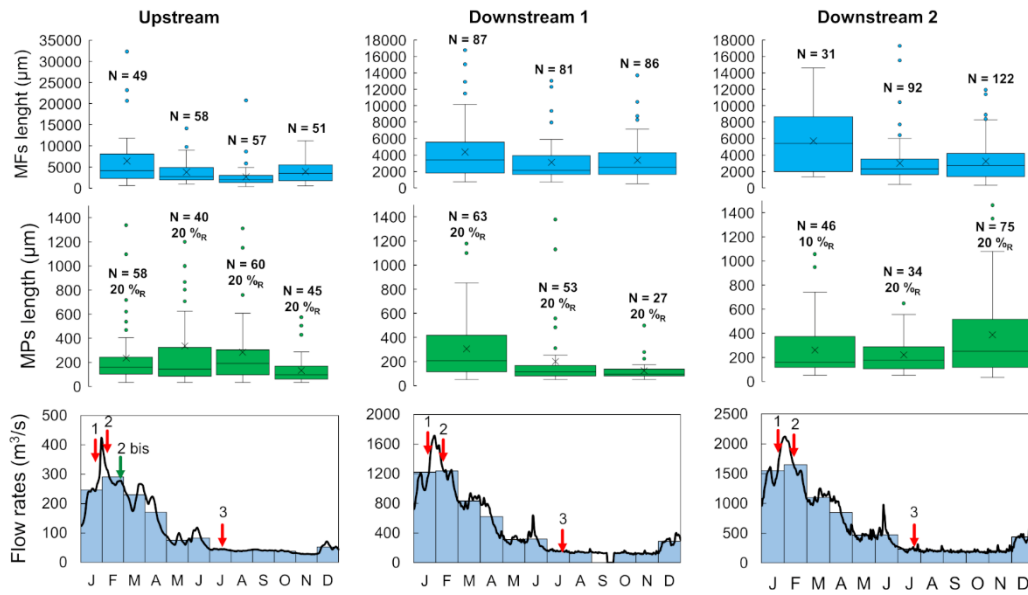 Upstream
Downstream 1
Downstream 2
MFs lenght (µm)
35000
30000
25000
20000
15000
10000
5000
0
N = 49
N = 58
N = 57
N = 51
18000
16000
14000
12000
10000
8000
6000
4000
2000
0
N = 87
N = 81
N = 86
18000
16000
14000
12000
10000
8000
6000
4000
2000
0
N = 31
N = 92
N = 122
MPs length (µm)
1400
1200
1000
800
600
400
200
0
N = 58
20 %R
N = 40
20 %R
N = 60
20 %R
N = 45
20 %R
1400
1200
1000
800
600
400
200
0
N = 63
20 %R
N = 53
20 %R
N = 27
20 %R
1400
1200
1000
800
600
400
200
0
N = 46
10 %R
N = 34
20 %R
N = 75
20 %R
Flow rates (m³/s)
500
400
300
200
100
0
1
2
2 bis
3
J F M A M J J A S O N D
2000
1600
1200
800
400
0
1
2
3
J F M A M J J A S O N D
2500
2000
1500
1000
500
0
1
2
3
J F M A M J J A S O N D